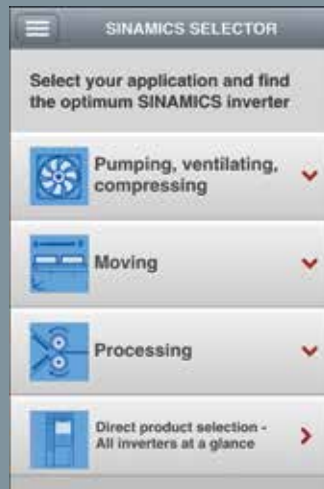 SINAMICS SELECTOR
Select your application and find
the optimum SINAMICS inverter
Pumping, ventilating,
compressing
Moving
Processing
Direct product selection -
All inverters at a glance